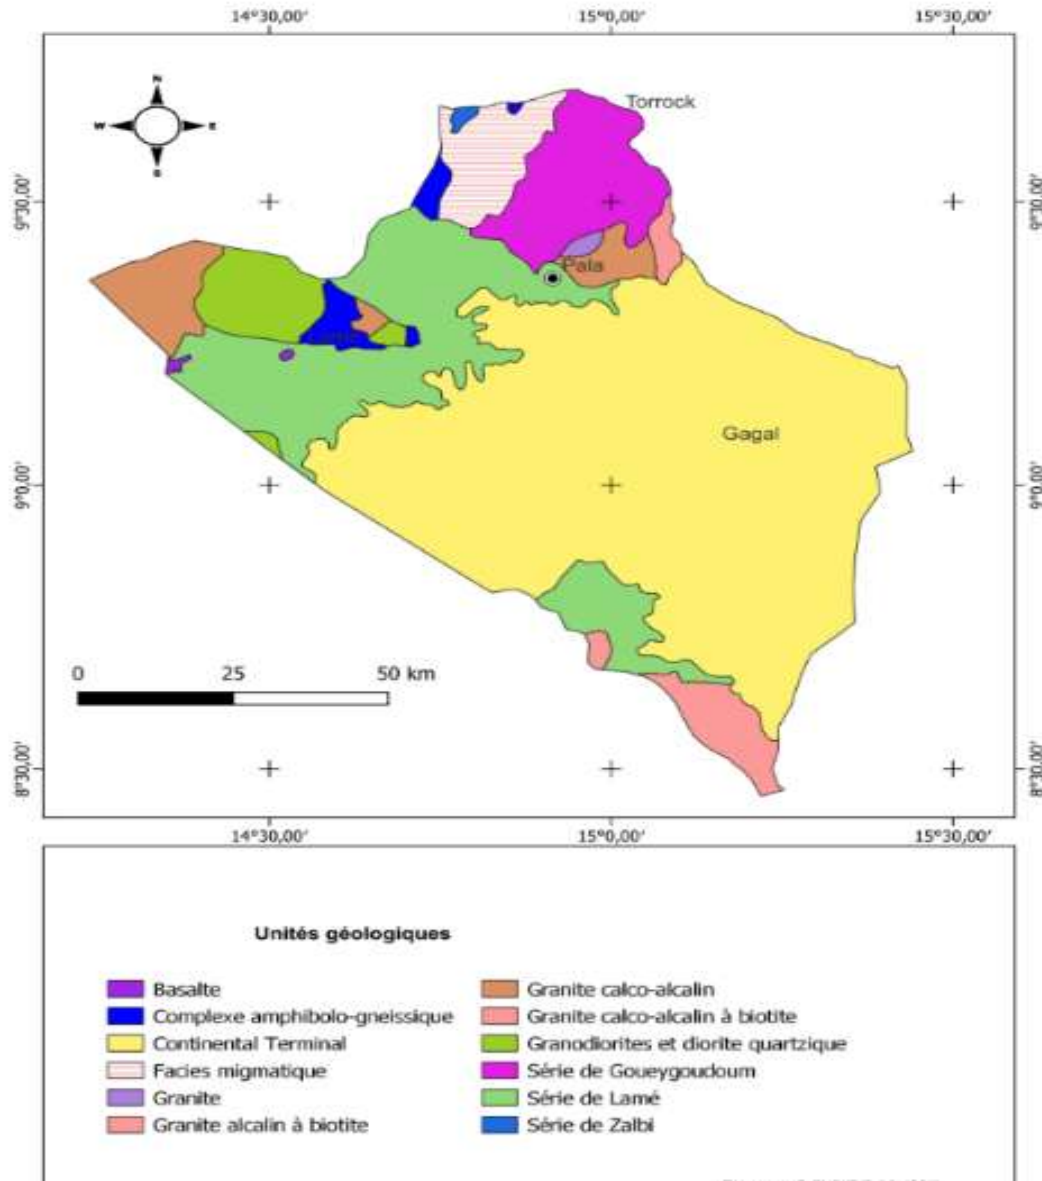 14°30,00' 15°0,00' 15°30,00'
N
W E
S
Torrock
9°30,00' 9°30,00'
Pala
Gagal
9°0,00' 9°0,00'
0 25 50 km
8°30,00' 8°30,00'
14°30,00' 15°0,00' 15°30,00'
Unités géologiques
Basalte
Complexe amphibolo-gneissique
Continental Terminal
Facies migmatique
Granite
Granite alcalin à biotite
Granite calco-alcalin
Granite calco-alcalin à biotite
Granodiorites et diorite quartzique
Série de Goueygoudoum
Série de Lamé
Série de Zalbi